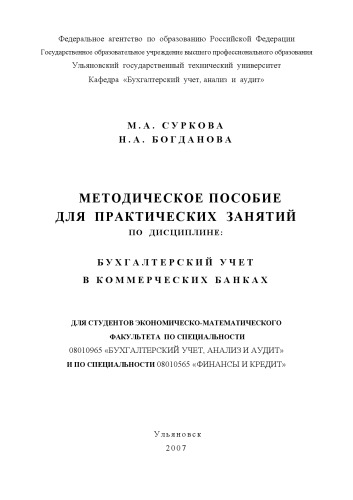 Федеральное агентство по образованию Российской Федерации
Государственное образовательное учреждение высшего профессионального образования
Ульяновский государственный технический университет
Кафедра «Бухгалтерский учет, анализ и аудит»
М.А. СУРКОВА
Н.А. БОГДАНОВА
МЕТОДИЧЕСКОЕ ПОСОБИЕ
ДЛЯ ПРАКТИЧЕСКИХ ЗАНЯТИЙ
ПО ДИСЦИПЛИНЕ:
БУХГАЛТЕРСКИЙ УЧЕТ
В КОММЕРЧЕСКИХ БАНКАХ
ДЛЯ СТУДЕНТОВ ЭКОНОМИЧЕСКО-МАТЕМАТИЧЕСКОГО
ФАКУЛЬТЕТА ПО СПЕЦИАЛЬНОСТИ
08010965 «БУХГАЛТЕРСКИЙ УЧЕТ, АНАЛИЗ И АУДИТ»
И ПО СПЕЦИАЛЬНОСТИ 08010565 «ФИНАНСЫ И КРЕДИТ»
Ульяновск
2007